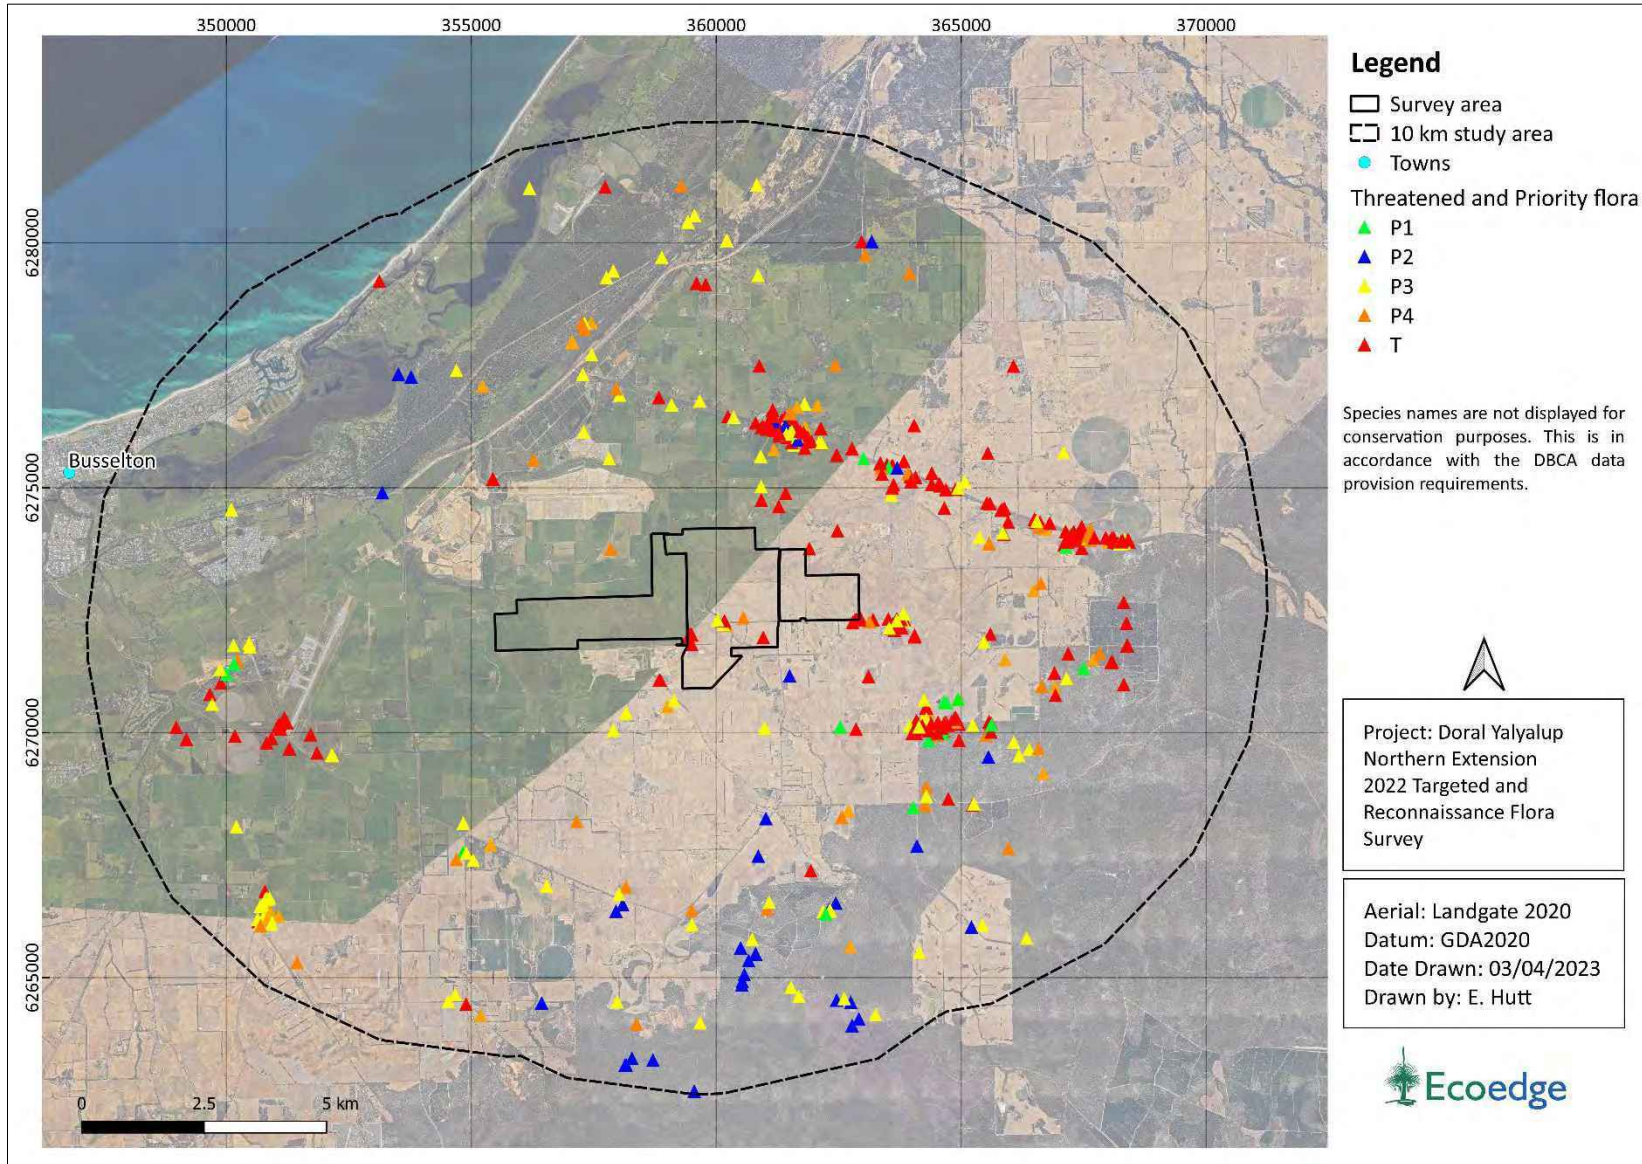 350000
355000
360000
365000
370000
6280000
6275000
6270000
6265000
Busselton
0
2.5
5 km
Legend
Survey area
10 km study area
Towns
Threatened and Priority flora
P1
P2
P3
P4
T
Species names are not displayed for
conservation purposes. This is in
accordance with the DBCA data
provision requirements.
Project: Doral Yalyalup
Northern Extension
2022 Targeted and
Reconnaissance Flora
Survey
Aerial: Landgate 2020
Datum: GDA2020
Date Drawn: 03/04/2023
Drawn by: E. Hutt
Ecoedge